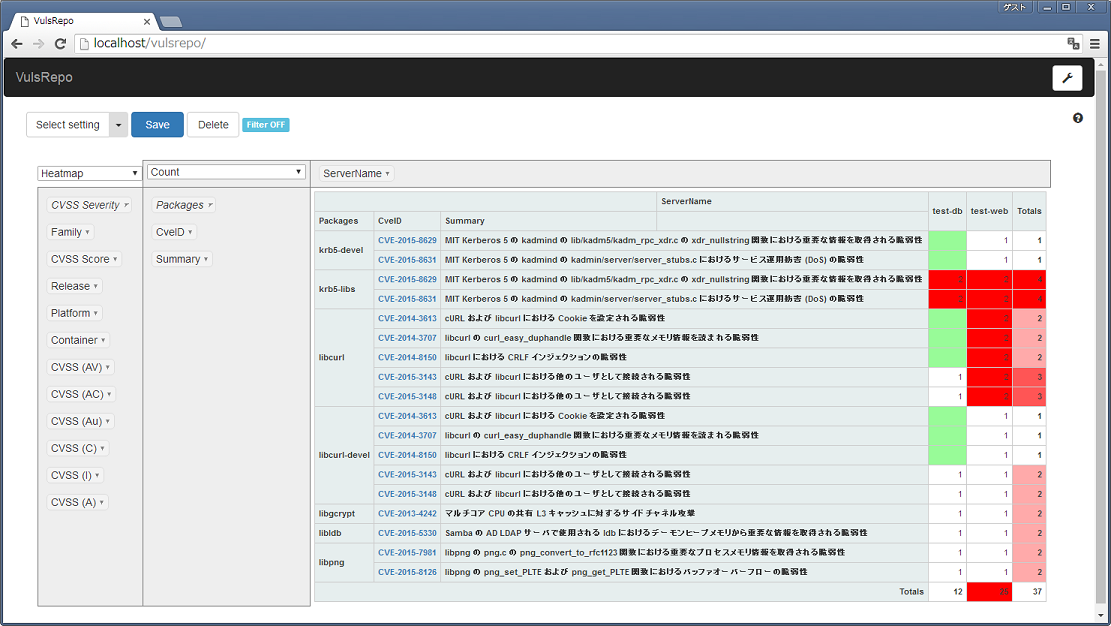 ゲスト
VulsRepo
localhost/vulsrepo/
VulsRepo
Select setting Save Delete Filter OFF
Heatmap Count ServerName
CVSS Severity
Family
CVSS Score
Release
Platform
Container
CVSS (AV)
CVSS (AC)
CVSS (Au)
CVSS (C)
CVSS (I)
CVSS (A)
Packages
CveID
Summary
ServerName test-db test-web Totals
Packages CveID Summary
krb5-devel CVE-2015-8629 MIT Kerberos 5 の kadmind の lib/kadm5/kadm_rpc_xdr.c の xdr_nullstring 関数における重要な情報を取得される脆弱性 1 1
CVE-2015-8631 MIT Kerberos 5 の kadmind の kadmin/server/server_stubs.c におけるサービス運用妨害 (DoS) の脆弱性 1 1
krb5-libs CVE-2015-8629 MIT Kerberos 5 の kadmind の lib/kadm5/kadm_rpc_xdr.c の xdr_nullstring 関数における重要な情報を取得される脆弱性 2 2 4
CVE-2015-8631 MIT Kerberos 5 の kadmind の kadmin/server/server_stubs.c におけるサービス運用妨害 (DoS) の脆弱性 2 2 4
libcurl CVE-2014-3613 cURL および libcurl における Cookie を設定される脆弱性 2 2
CVE-2014-3707 libcurl の curl_easy_duphandle 関数における重要なメモリ情報を読まれる脆弱性 2 2
CVE-2014-8150 libcurl における CRLF インジェクションの脆弱性 2 2
CVE-2015-3143 cURL および libcurl における他のユーザとして接続される脆弱性 1 2 3
CVE-2015-3148 cURL および libcurl における他のユーザとして接続される脆弱性 1 2 3
libcurl-devel CVE-2014-3613 cURL および libcurl における Cookie を設定される脆弱性 1 1
CVE-2014-3707 libcurl の curl_easy_duphandle 関数における重要なメモリ情報を読まれる脆弱性 1 1
CVE-2014-8150 libcurl における CRLF インジェクションの脆弱性 1 1
CVE-2015-3143 cURL および libcurl における他のユーザとして接続される脆弱性 1 1 2
CVE-2015-3148 cURL および libcurl における他のユーザとして接続される脆弱性 1 1 2
libgcrypt CVE-2013-4242 マルチコア CPU の共有 L3 キャッシュに対するサイドチャネル攻撃 1 1 2
libldb CVE-2015-5330 Samba の AD LDAP サーバで使用される ldb におけるデーモンヒープメモリから重要な情報を取得される脆弱性 1 1 2
libpng CVE-2015-7981 libpng の png.c の png_convert_to_rfc1123 関数における重要なプロセスメモリ情報を取得される脆弱性 1 1 2
CVE-2015-8126 libpng の png_set_PLTE および png_get_PLTE 関数におけるバッファオーバーフローの脆弱性 1 1 2
Totals 12 25 37